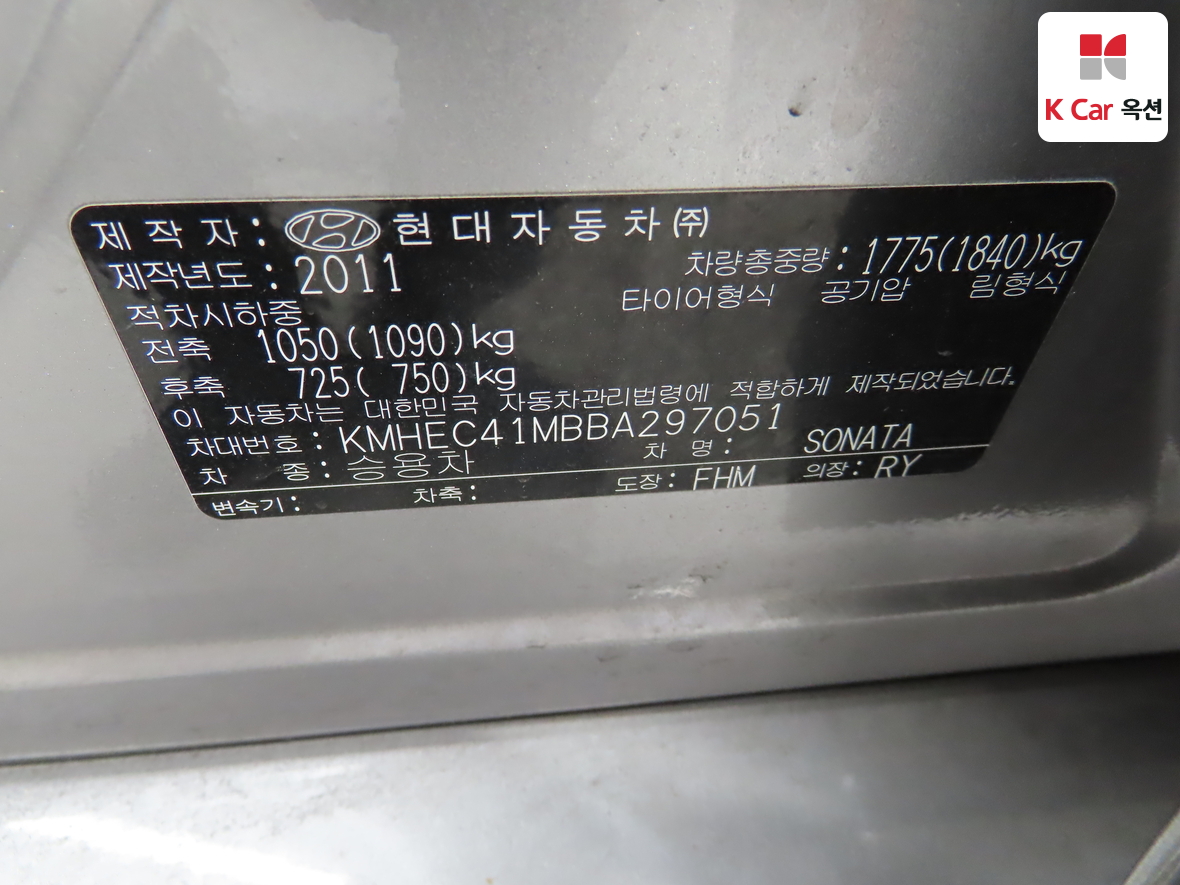 K Car 옥션
제 작 자 : 현 대 자 동 차 ㈜
제작년도 : 2011
차량총중량 : 1775(1840)kg
타이어형식 공기압 림형식
적차시하중
전축 1050(1090)kg
후축 725( 750)kg
이 자동차는 대한민국 자동차관리법령에 적합하게 제작되었습니다.
차대번호 : KMHEC41MBBA297051
차 종 : 승용차 차 명 : SONATA
변속기 : 차축 : 도장 : FHM 의장 : RY